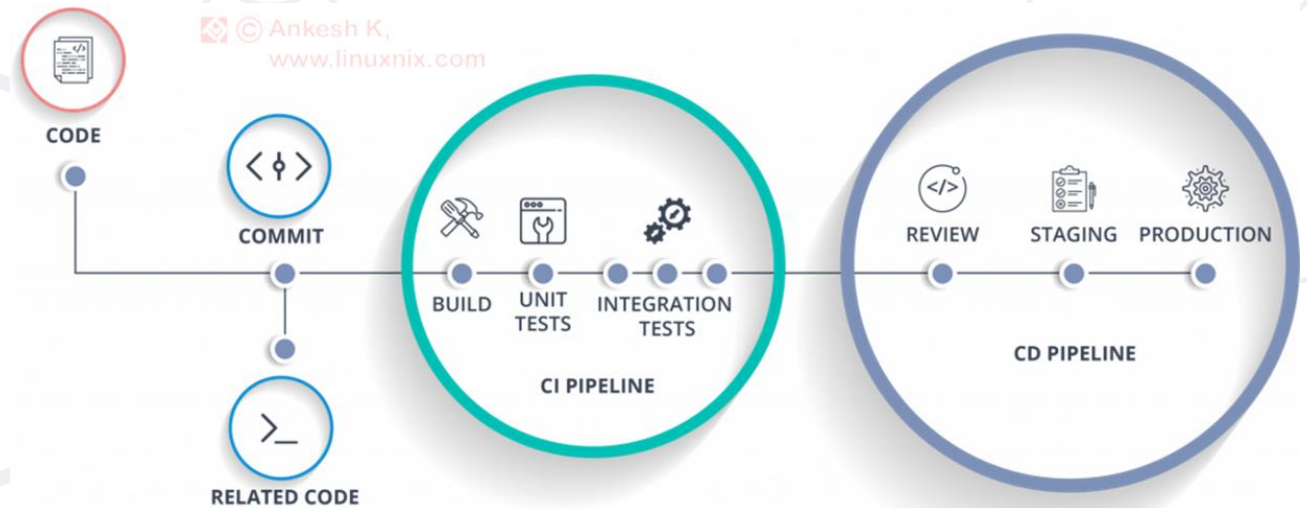 © Ankesh K,
www.linuxnix.com
CODE
COMMIT
RELATED CODE
BUILD
UNIT
TESTS
INTEGRATION
TESTS
CI PIPELINE
REVIEW
STAGING
PRODUCTION
CD PIPELINE